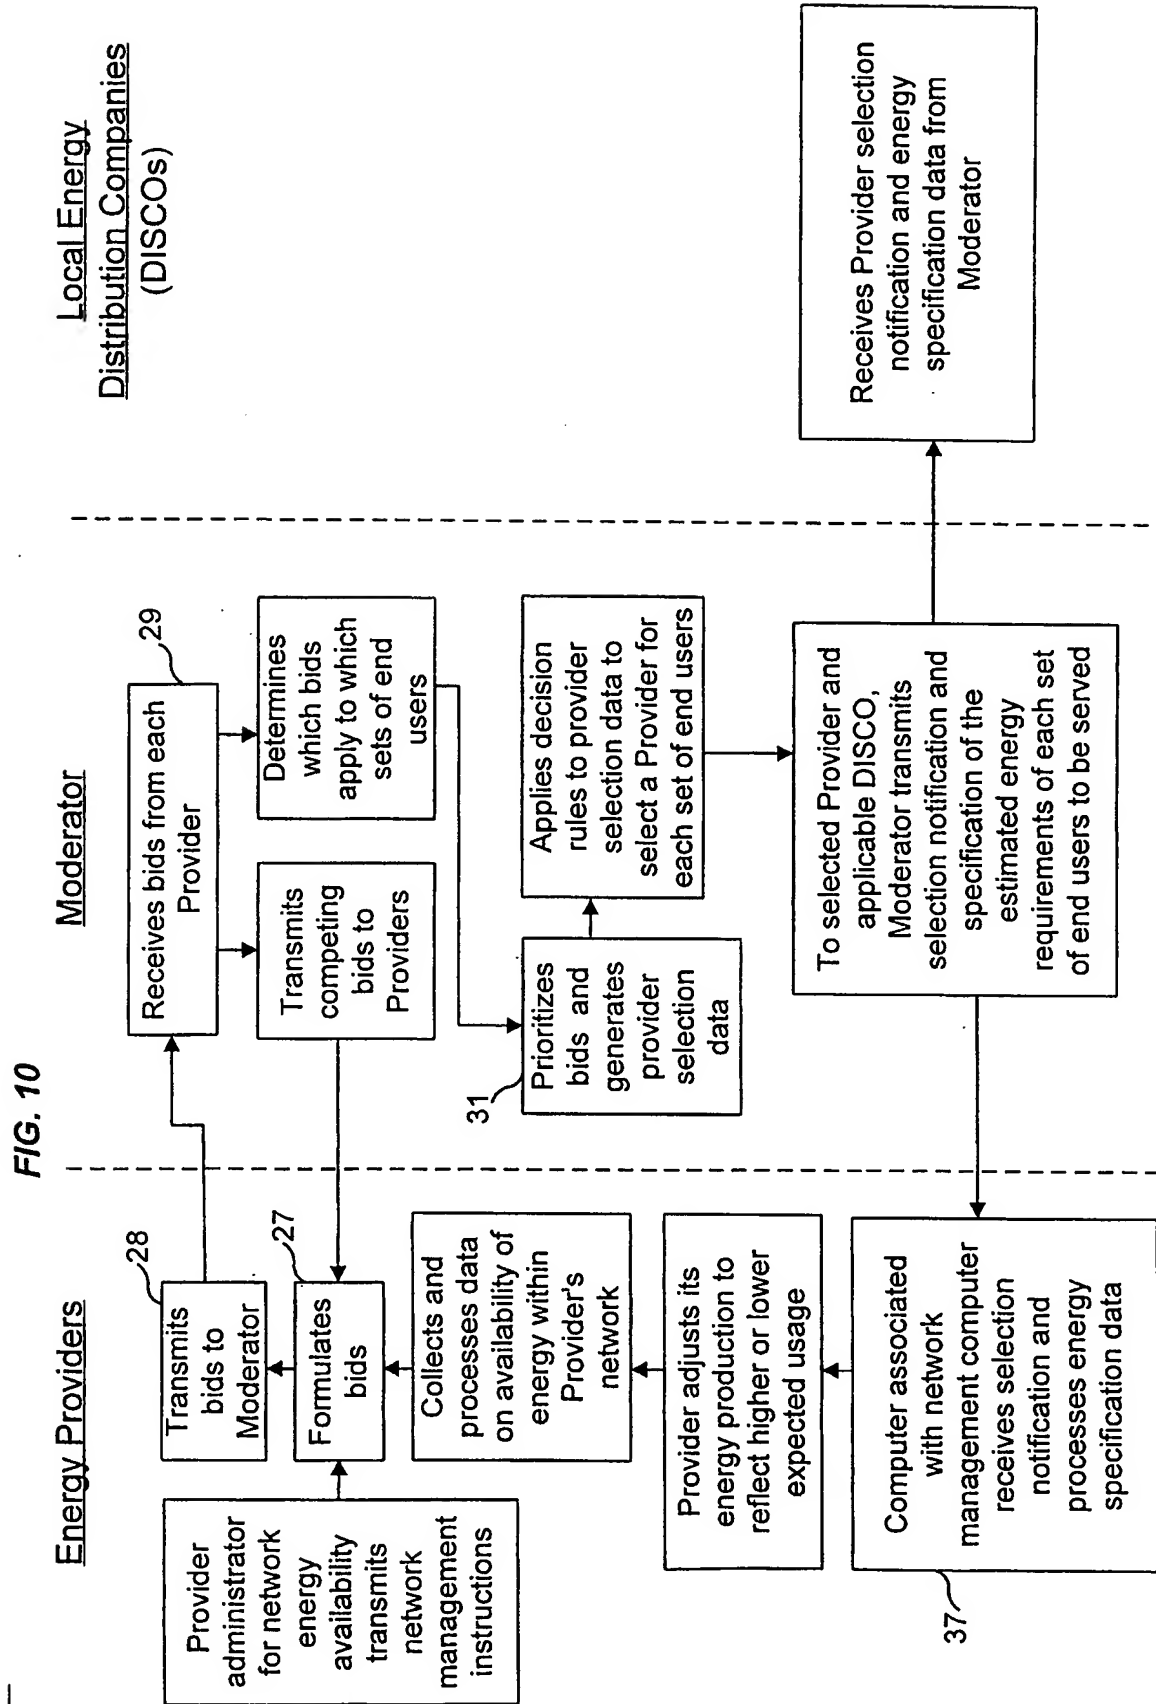 FIG. 10
Energy Providers
Moderator
Local Energy
Distribution Companies
(DISCOs)
Provider
administrator
for network
energy
availability
transmits
network
management
instructions
28
Transmits
bids to
Moderator
27
Formulates
bids
Collects and
processes data
on availability of
energy within
Provider's
network
Provider adjusts its
energy production to
reflect higher or lower
expected usage
Computer associated
with network
management computer
receives selection
notification and
processes energy
specification data
37
29
Receives bids from each
Provider
Transmits
competing
bids to
Providers
Determines
which bids
apply to which
sets of end
users
31
Prioritizes
bids and
generates
provider
selection
data
Applies decision
rules to provider
selection data to
select a Provider for
each set of end users
To selected Provider and
applicable DISCO,
Moderator transmits
selection notification and
specification of the
estimated energy
requirements of each set
of end users to be served
Receives Provider selection
notification and energy
specification data from
Moderator